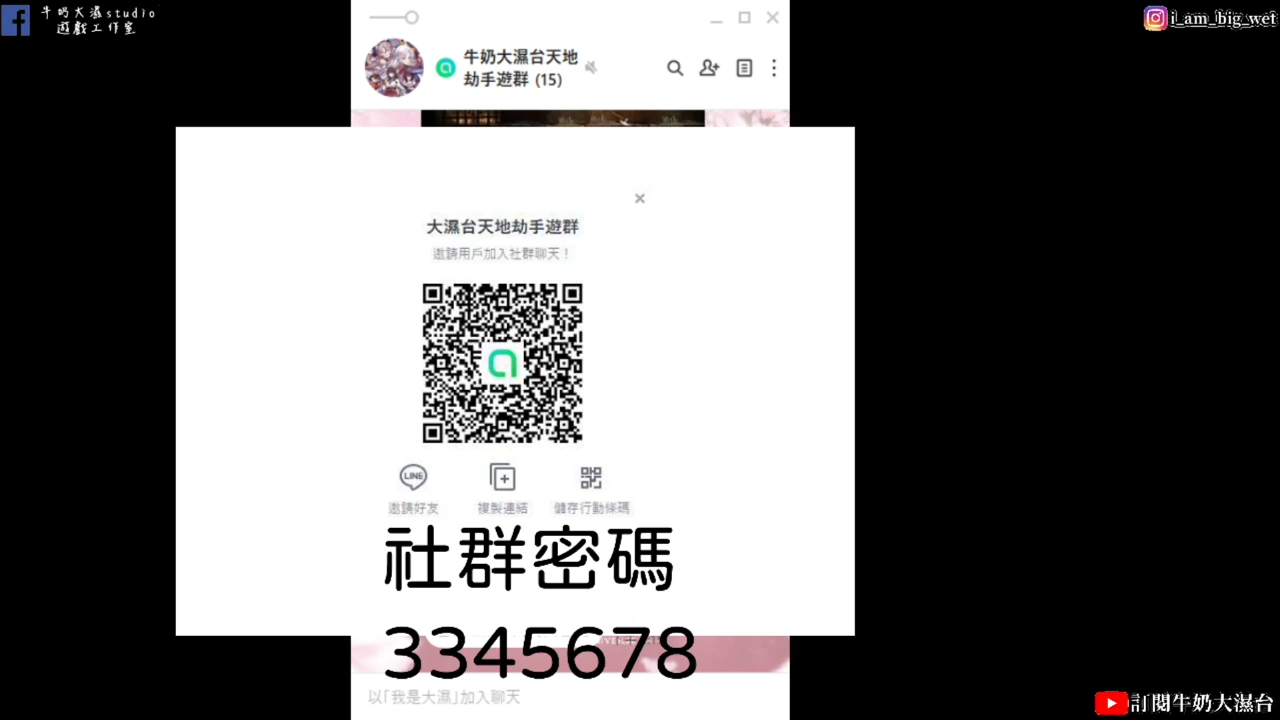 牛奶大濕studio
遊戲工作室
i_am_big_wet
牛奶大濕台天地
劫手遊群 (15)
大濕台天地劫手遊群
邀請用戶加入社群聊天！
LINE
邀請好友
複製連結
儲存行動條碼
社群密碼
3345678
以「我是大濕」加入聊天
訂閱牛奶大濕台